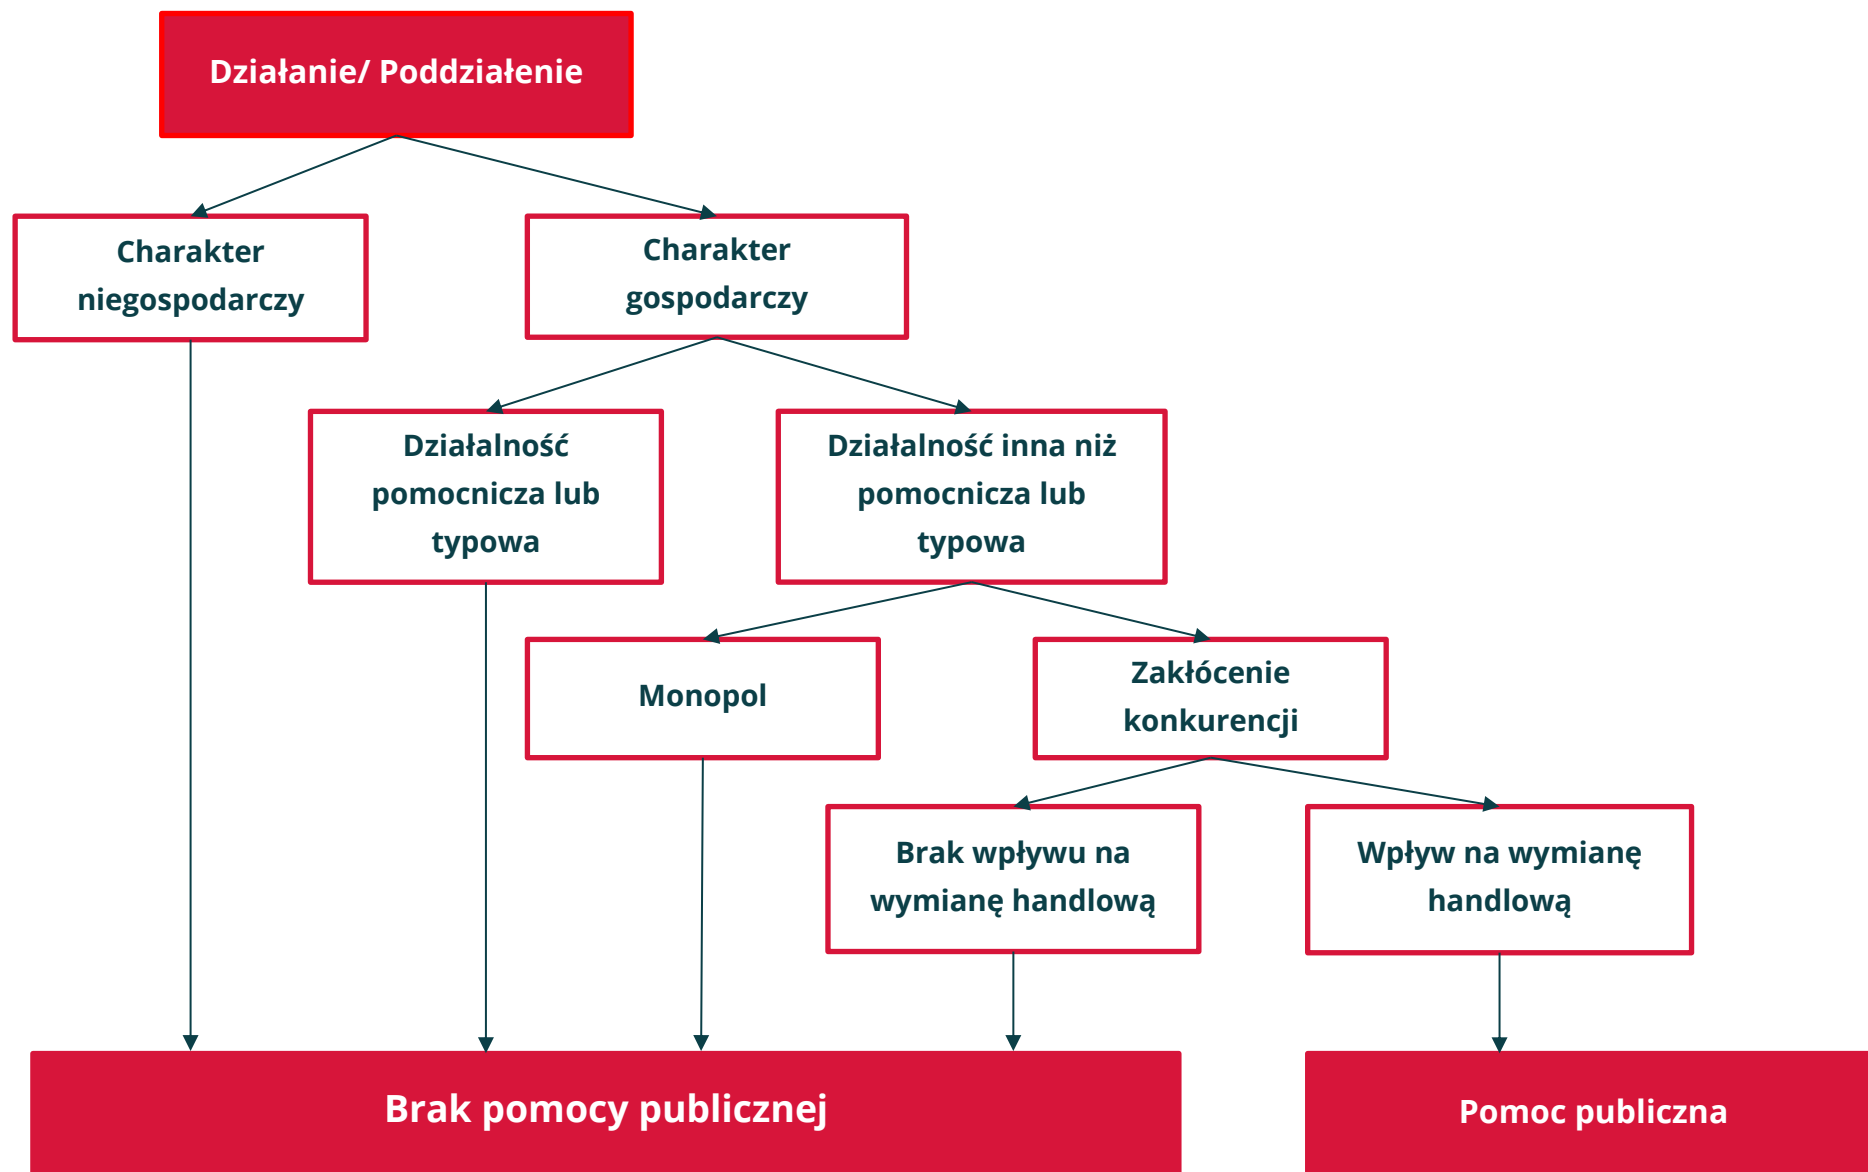 Działanie/ Poddziałenie
Charakter
niegospodarczy
Charakter
gospodarczy
Działalność
pomocnicza lub
typowa
Działalność inna niż
pomocnicza lub
typowa
Monopol
Zakłócenie
konkurencji
Brak wpływu na
wymianę handlową
Wpływ na wymianę
handlową
Brak pomocy publicznej
Pomoc publiczna